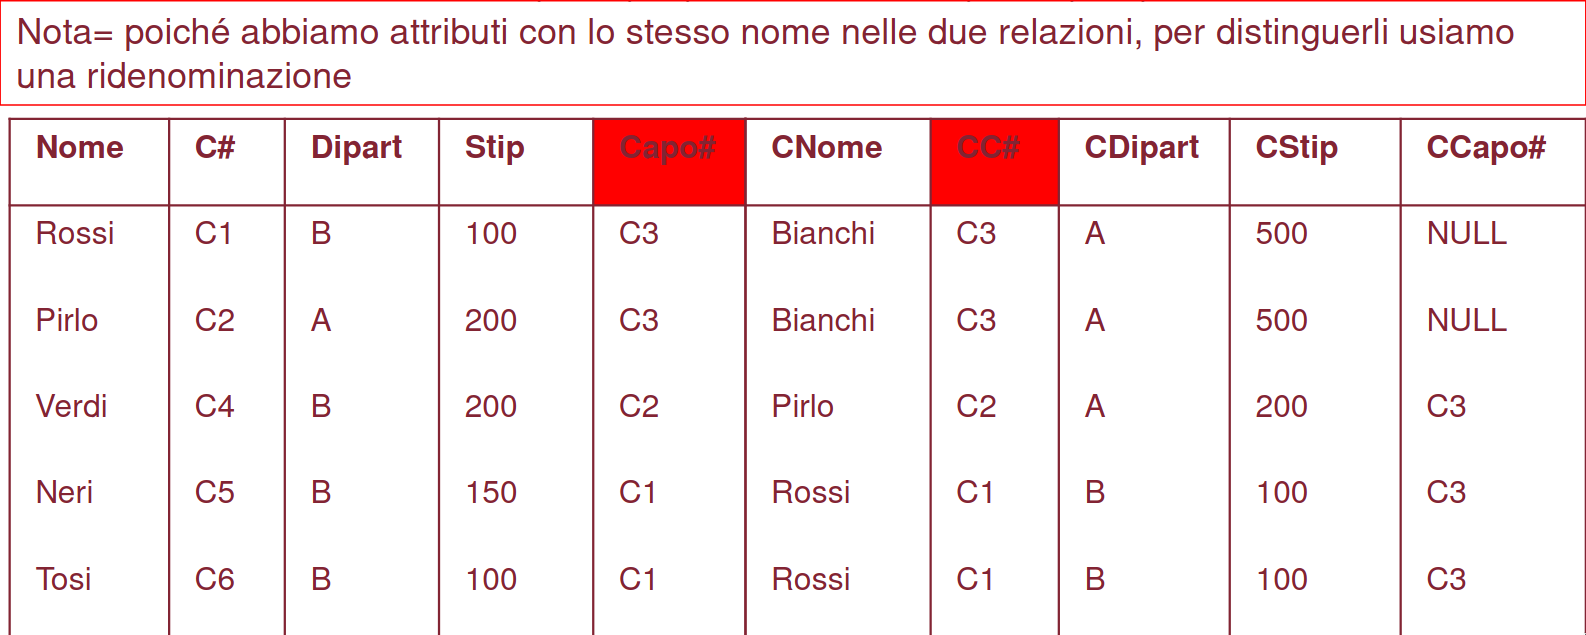 Nota= poiché abbiamo attributi con lo stesso nome nelle due relazioni, per distinguerli usiamo
una ridenominazione
Nome C# Dipart Stip Capo# CNome CC# CDipart CStip CCapo#
Rossi C1 B 100 C3 Bianchi C3 A 500 NULL
Pirlo C2 A 200 C3 Bianchi C3 A 500 NULL
Verdi C4 B 200 C2 Pirlo C2 A 200 C3
Neri C5 B 150 C1 Rossi C1 B 100 C3
Tosi C6 B 100 C1 Rossi C1 B 100 C3